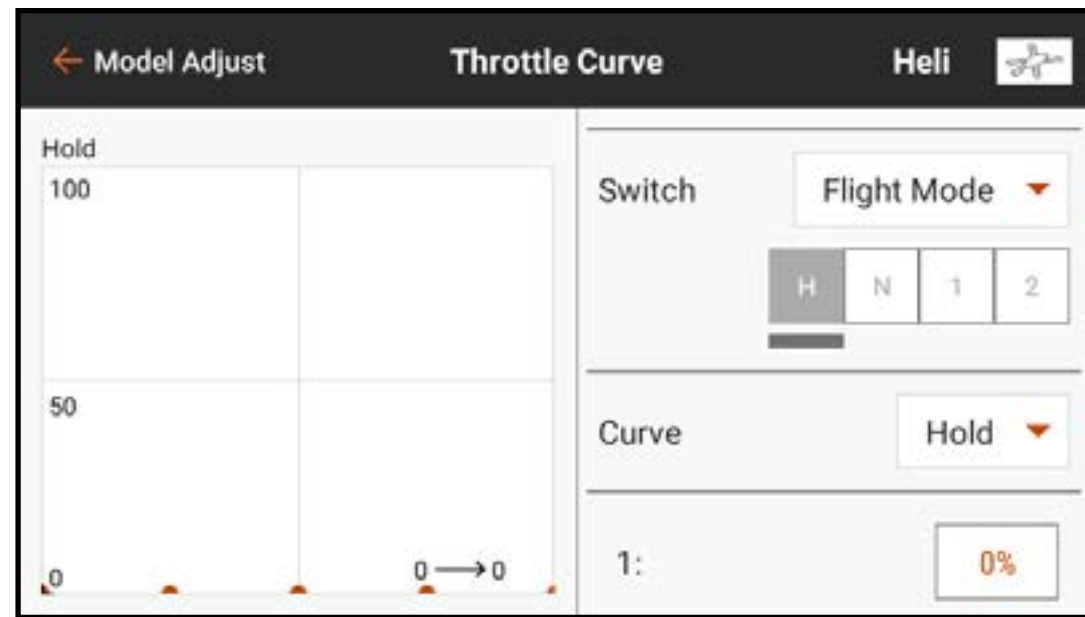 ← Model Adjust Throttle Curve Heli
Hold
100
50
0
0 → 0
Switch Flight Mode
H N 1 2
Curve Hold
1: 0%